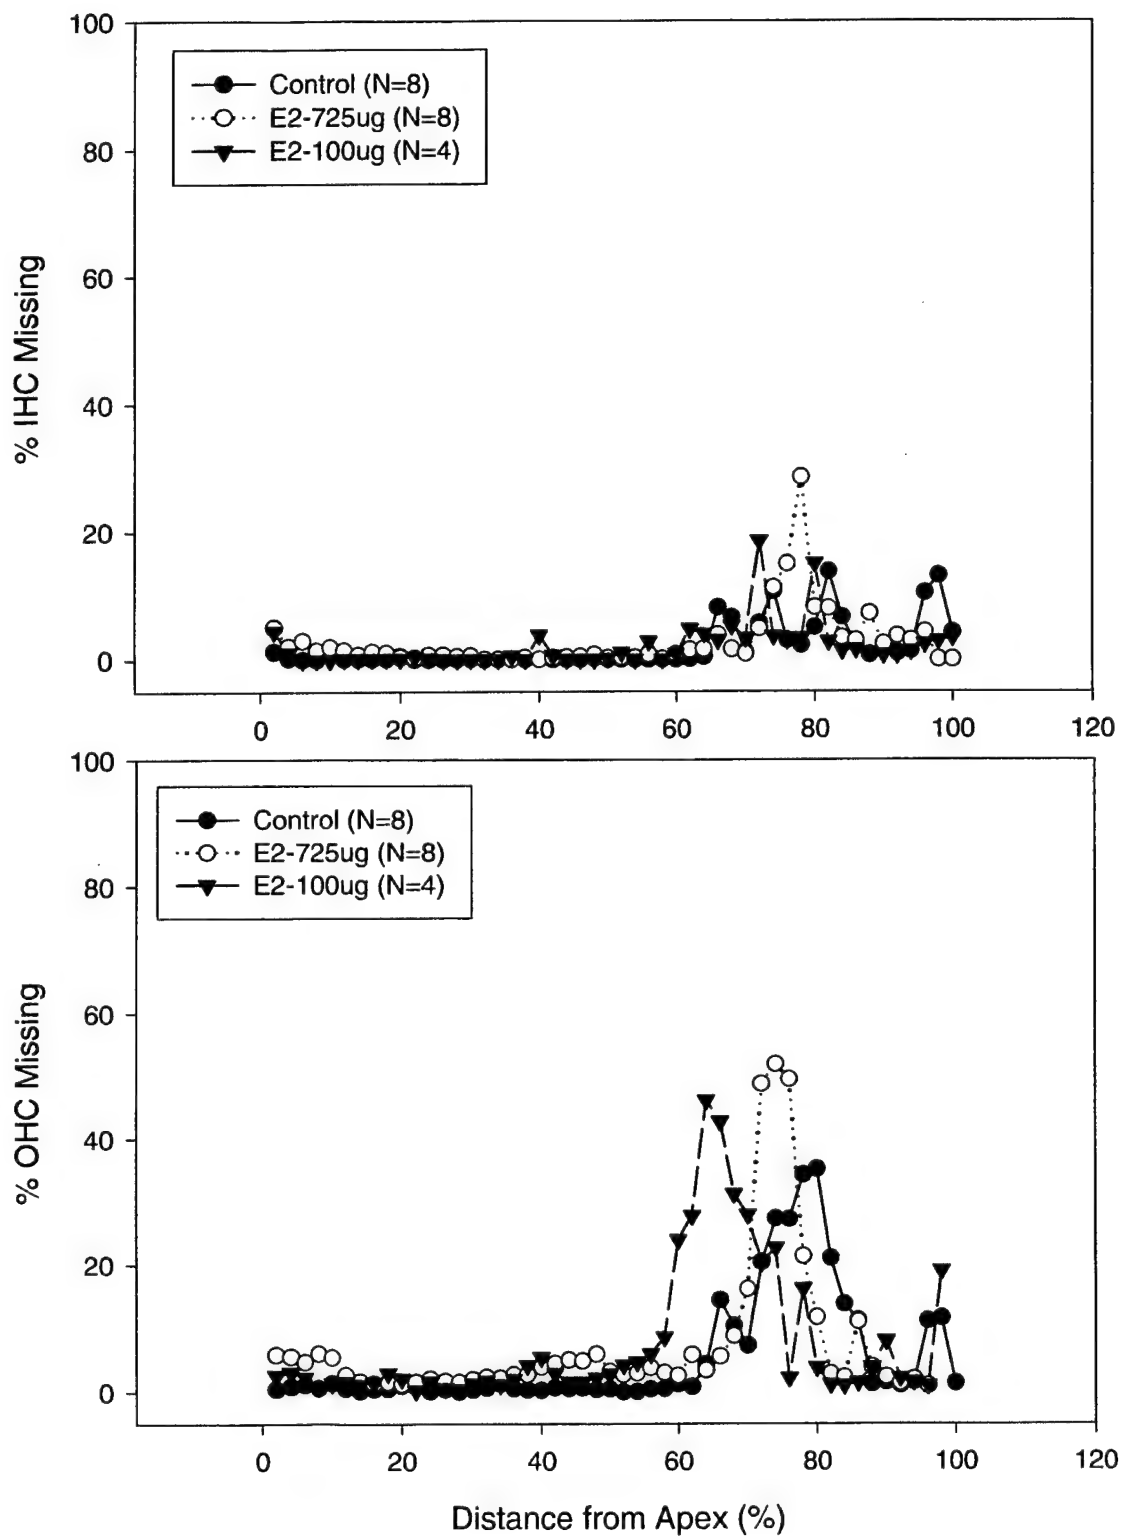 100
80
60
40
20
0
% IHC Missing
Control (N=8)
E2-725ug (N=8)
E2-100ug (N=4)
0 20 40 60 80 100 120
100
80
60
40
20
0
% OHC Missing
Control (N=8)
E2-725ug (N=8)
E2-100ug (N=4)
0 20 40 60 80 100 120
Distance from Apex (%)